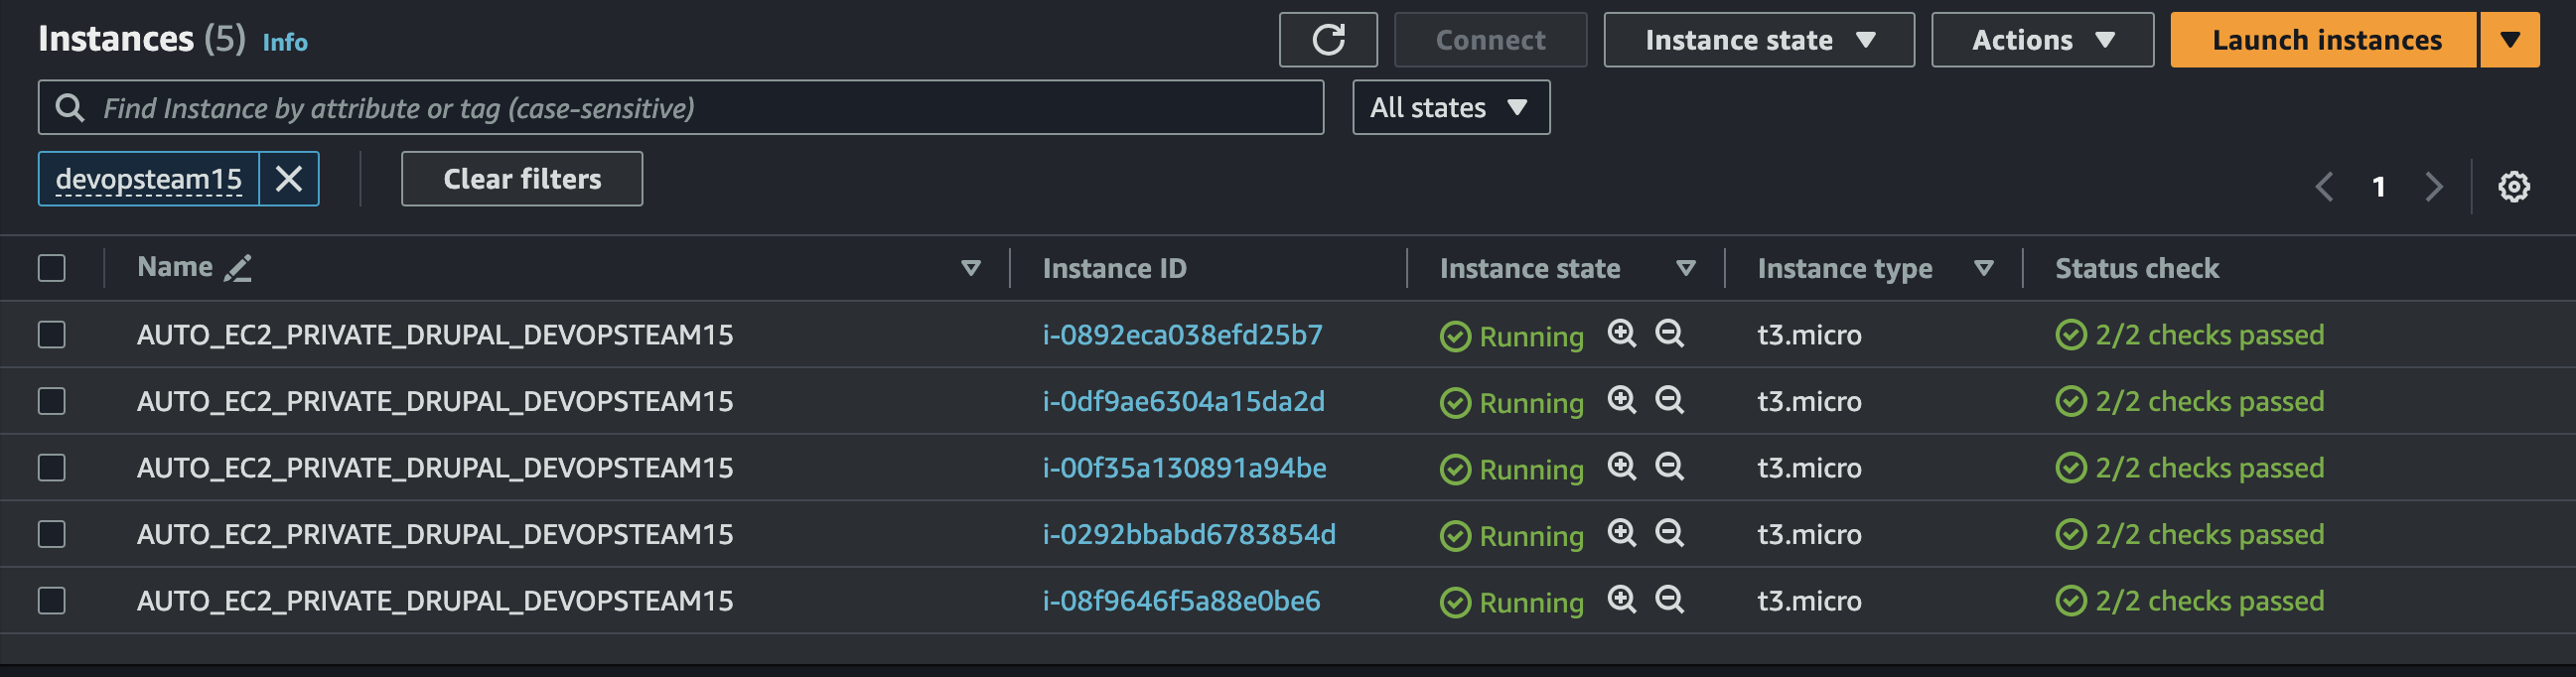 Instances (5) Info Connect Instance state Actions Launch instances
Find Instance by attribute or tag (case-sensitive) All states
devopsteam15 Clear filters 1
Name Instance ID Instance state Instance type Status check
AUTO_EC2_PRIVATE_DRUPAL_DEVOPSTEAM15 i-0892eca038efd25b7 Running t3.micro 2/2 checks passed
AUTO_EC2_PRIVATE_DRUPAL_DEVOPSTEAM15 i-0df9ae6304a15da2d Running t3.micro 2/2 checks passed
AUTO_EC2_PRIVATE_DRUPAL_DEVOPSTEAM15 i-00f35a130891a94be Running t3.micro 2/2 checks passed
AUTO_EC2_PRIVATE_DRUPAL_DEVOPSTEAM15 i-0292bbabd6783854d Running t3.micro 2/2 checks passed
AUTO_EC2_PRIVATE_DRUPAL_DEVOPSTEAM15 i-08f9646f5a88e0be6 Running t3.micro 2/2 checks passed